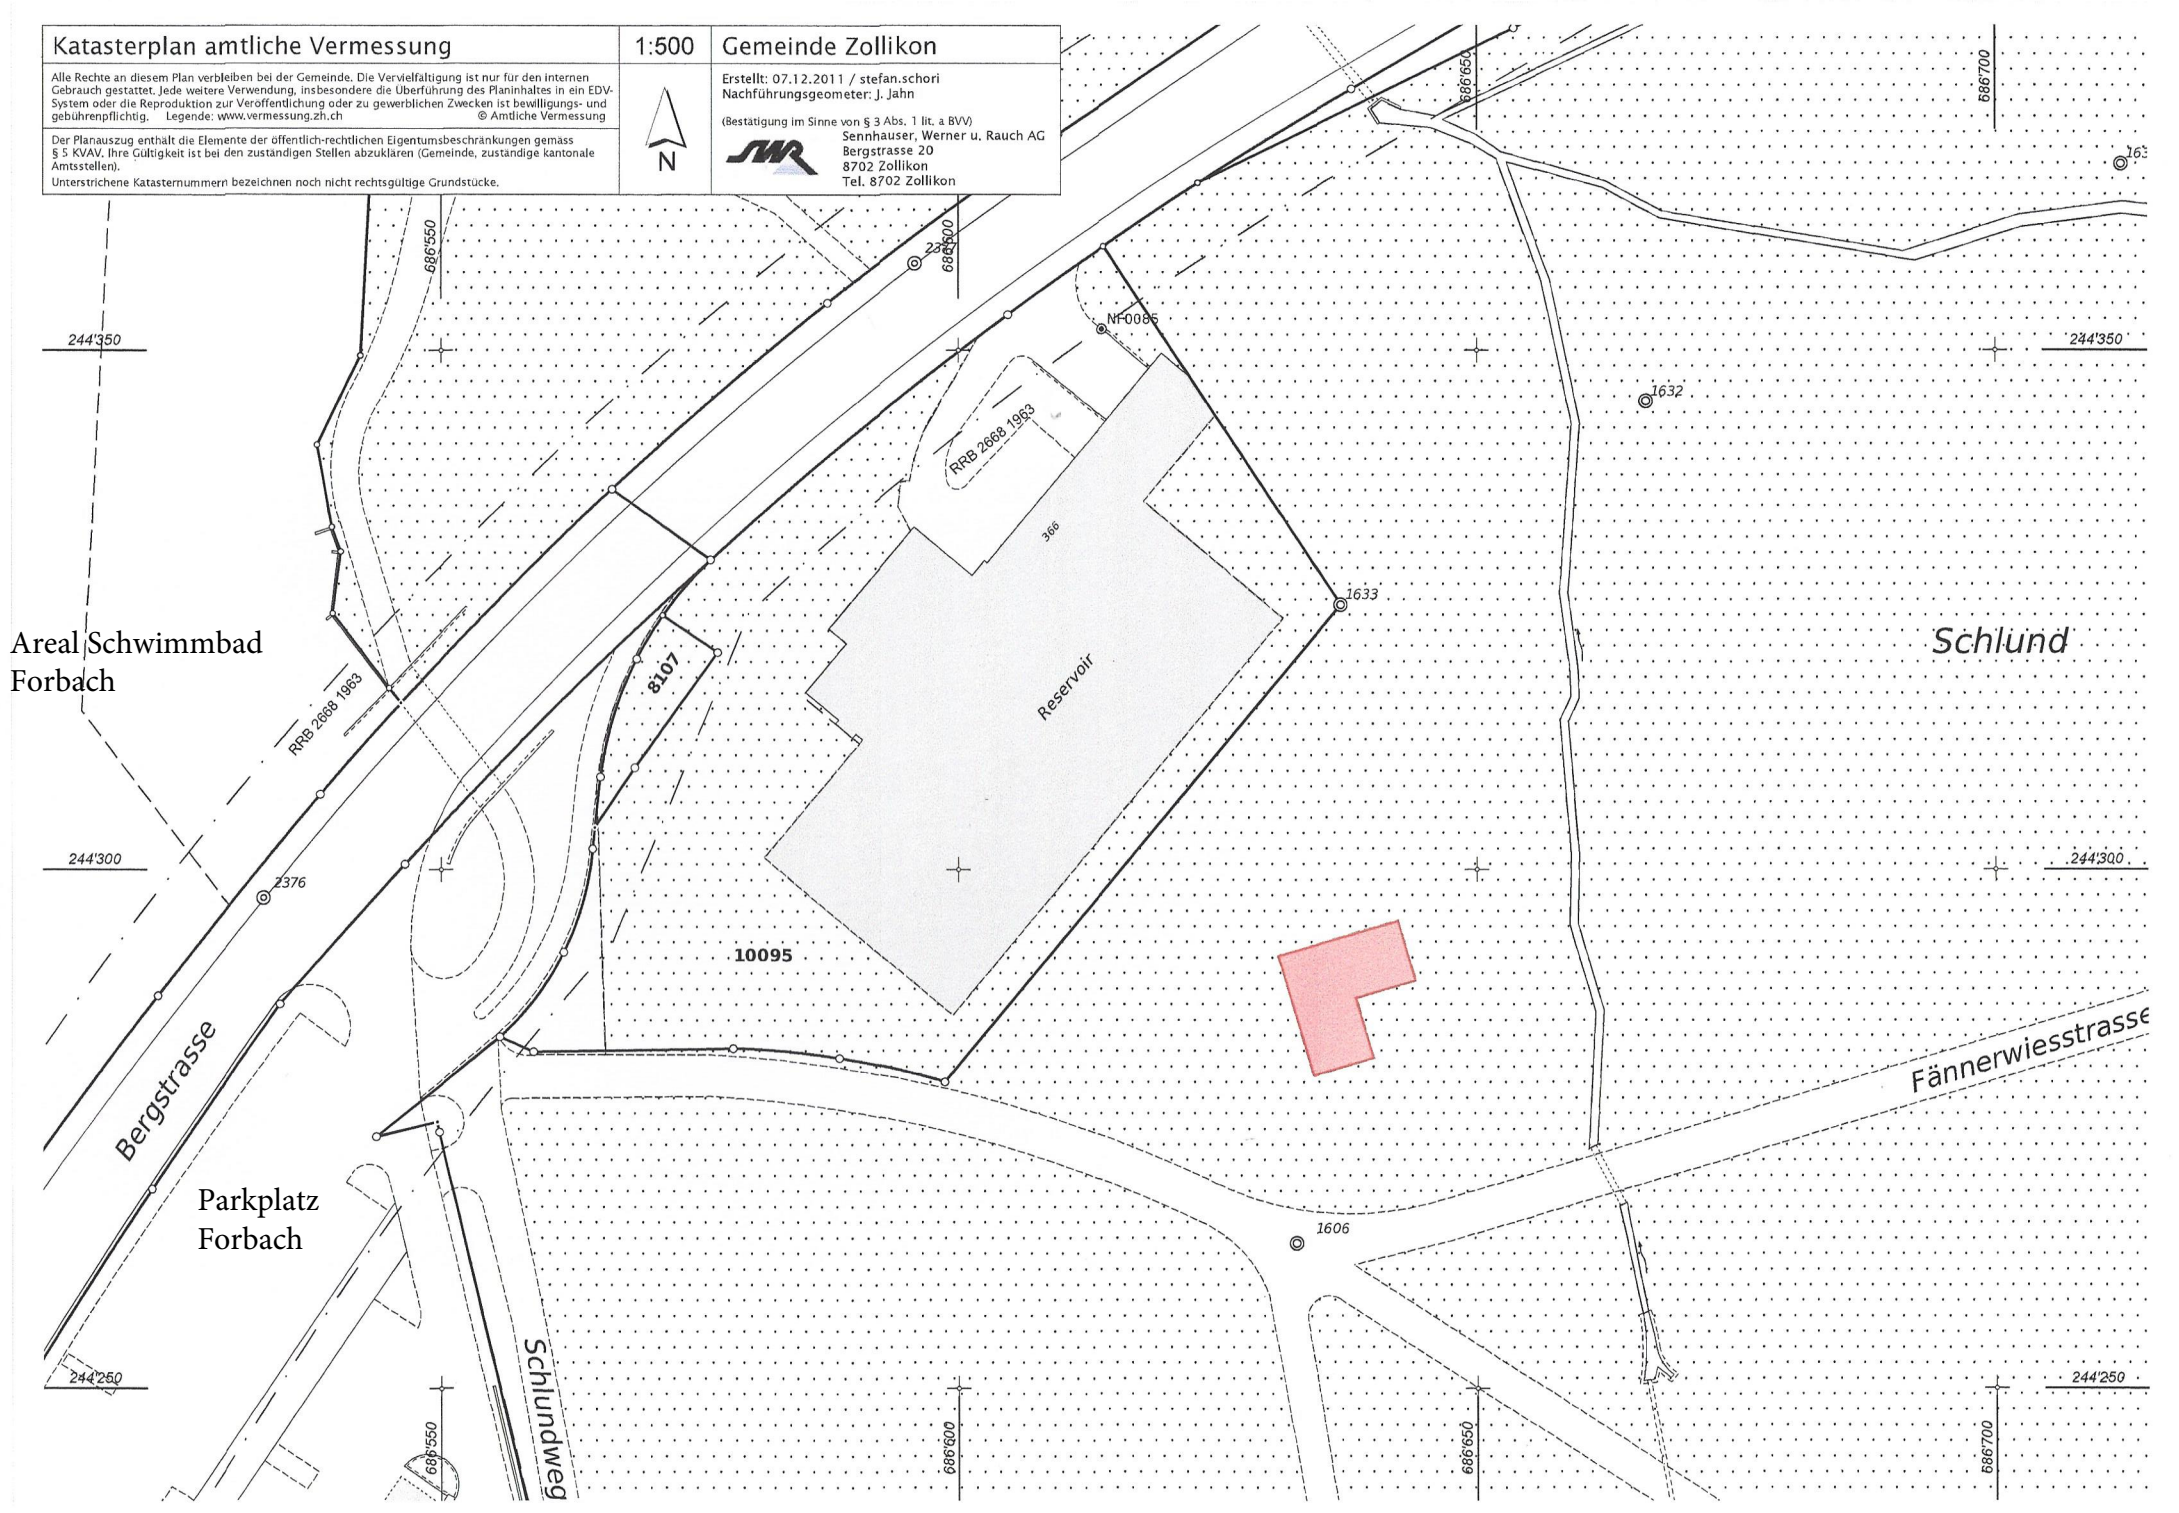 Katasterplan amtliche Vermessung
1:500
Gemeinde Zollikon
Alle Rechte an diesem Plan verbleiben bei der Gemeinde. Die Vervielfältigung ist nur für den internen
Gebrauch gestattet. Jede weitere Verwendung, insbesondere die Überführung des Planinhaltes in ein EDV-
System oder die Reproduktion zur Veröffentlichung oder zu gewerblichen Zwecken ist bewilligungs- und
gebührenpflichtig. Legende: www.vermessung.zh.ch © Amtliche Vermessung
Der Planauszug enthält die Elemente der öffentlich-rechtlichen Eigentumsbeschränkungen gemäss
§ 5 KVAV. Ihre Gültigkeit ist bei den zuständigen Stellen abzuklären (Gemeinde, zuständige kantonale
Amtsstellen).
Unterstrichene Katasternummern bezeichnen noch nicht rechtsgültige Grundstücke.
N
Erstellt: 07.12.2011 / stefan.schori
Nachführungsgeometer: J. Jahn
(Bestätigung im Sinne von § 3 Abs. 1 lit. a BVV)
SWR
Sennhauser, Werner u. Rauch AG
Bergstrasse 20
8702 Zollikon
Tel. 8702 Zollikon
686'650
686'700
163
686'550
686'600
2377
NF0085
244'350
244'350
1632
RRB 2668 1963
366
1633
Areal Schwimmbad
Forbach
Schlund
8107
Reservoir
RRB 2668 1963
244'300
244'300
2376
10095
Bergstrasse
Fännerwiesstrasse
Parkplatz
Forbach
1606
244'250
244'250
Schlundweg
686'550
686'600
686'650
686'700